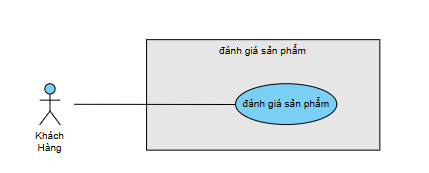 đánh giá sản phẩm
đánh giá sản phẩm
Khách
Hàng